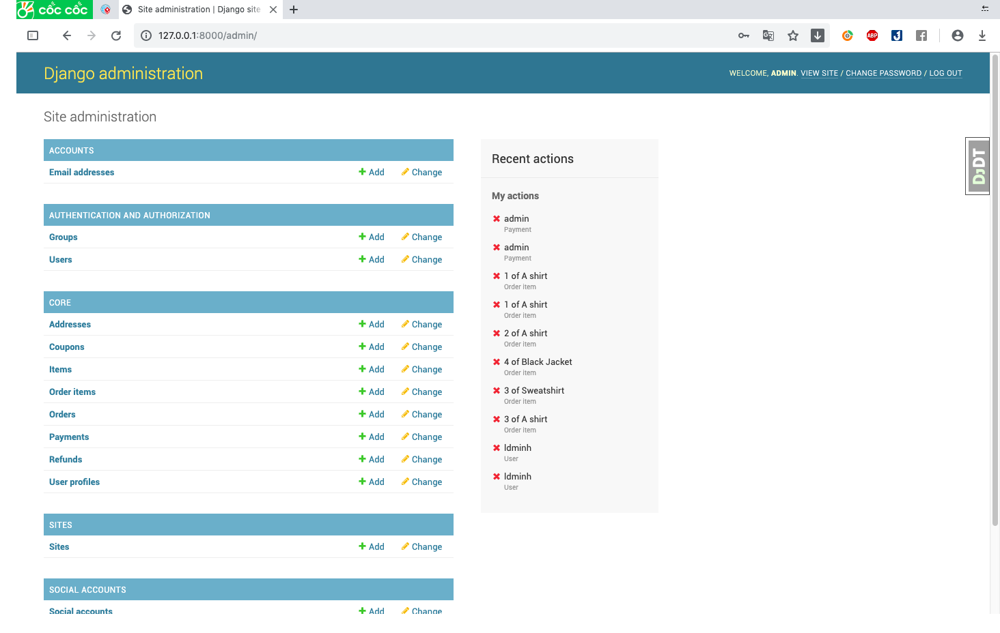 cốc cốc
Site administration | Django site
127.0.0.1:8000/admin/
ABP
Django administration
WELCOME, ADMIN. VIEW SITE / CHANGE PASSWORD / LOG OUT
Site administration
ACCOUNTS
Email addresses Add Change
AUTHENTICATION AND AUTHORIZATION
Groups Add Change
Users Add Change
CORE
Addresses Add Change
Coupons Add Change
Items Add Change
Order items Add Change
Orders Add Change
Payments Add Change
Refunds Add Change
User profiles Add Change
SITES
Sites Add Change
SOCIAL ACCOUNTS
Social accounts Add Change
Recent actions
My actions
admin
Payment
admin
Payment
1 of A shirt
Order item
1 of A shirt
Order item
2 of A shirt
Order item
4 of Black Jacket
Order item
3 of Sweatshirt
Order item
3 of A shirt
Order item
ldminh
User
ldminh
User
DJDT